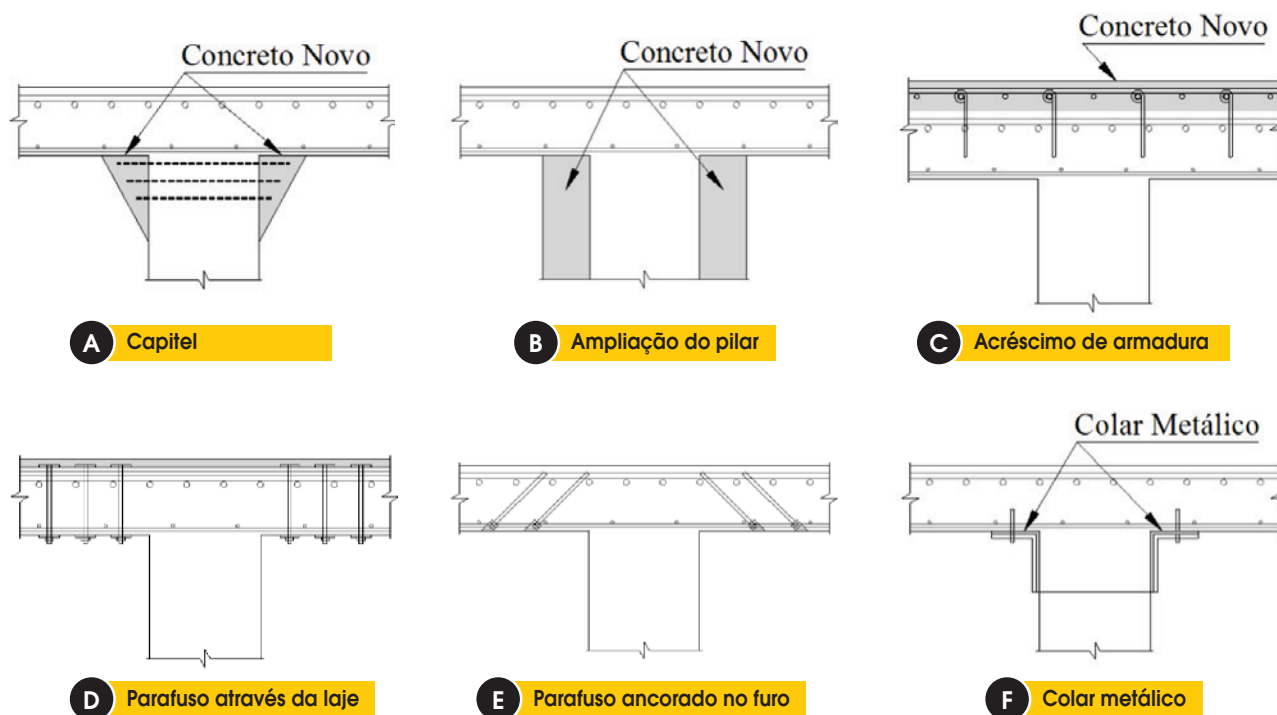 Concreto Novo
A Capitel
Concreto Novo
B Ampliação do pilar
Concreto Novo
C Acréscimo de armadura
D Parafuso através da laje
E Parafuso ancorado no furo
Colar Metálico
F Colar metálico